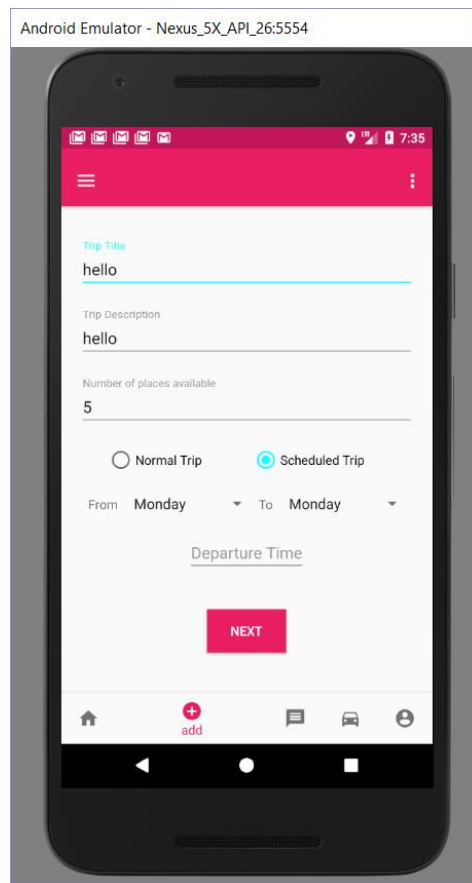 Android Emulator - Nexus_5X_API_26:5554
7:35
Trip Title
hello
Trip Description
hello
Number of places available
5
Normal Trip Scheduled Trip
From Monday To Monday
Departure Time
NEXT
add